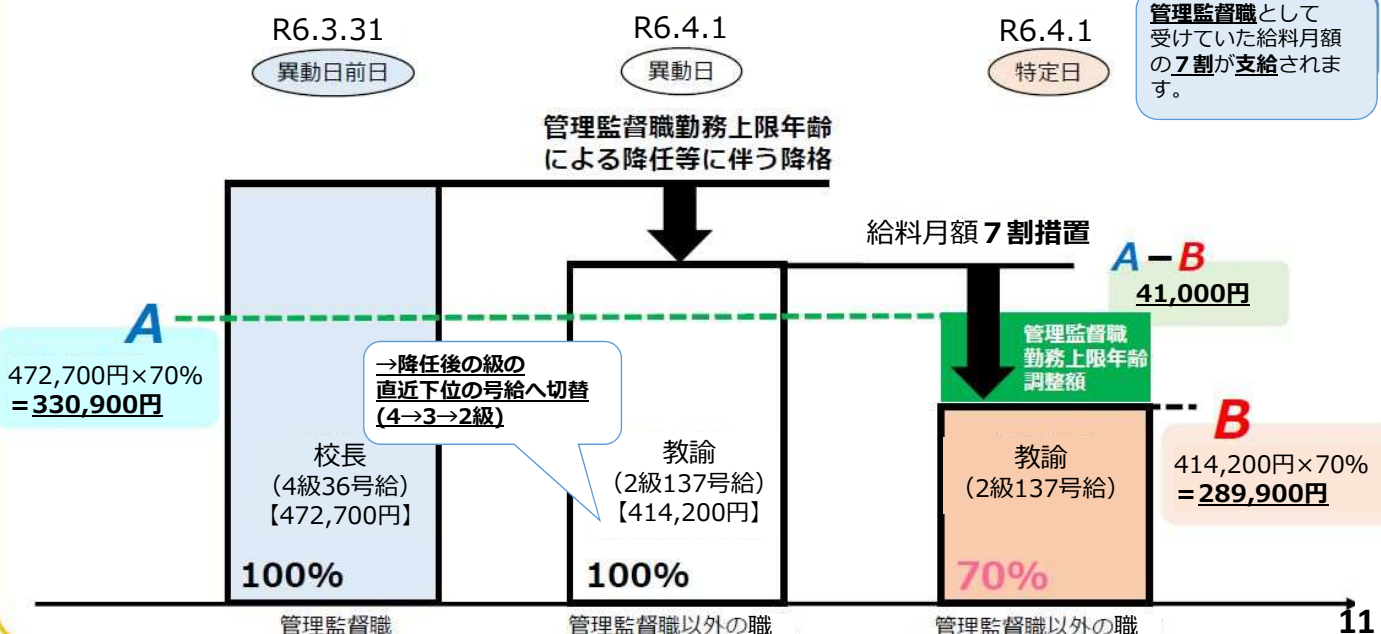 R6.3.31
異動日前日
R6.4.1
異動日
R6.4.1
特定日
管理監督職として
受けていた給料月額
の７割が支給されま
す。
管理監督職勤務上限年齢
による降任等に伴う降格
給料月額７割措置
A－B
41,000円
A
472,700円×70%
＝330,900円
→降任後の級の
直近下位の号給へ切替
(4→3→2級)
管理監督職
勤務上限年齢
調整額
B
414,200円×70%
＝289,900円
校長
（4級36号給）
【472,700円】
100%
教諭
（2級137号給）
【414,200円】
100%
教諭
（2級137号給）
70%
管理監督職
管理監督職以外の職
管理監督職以外の職
11